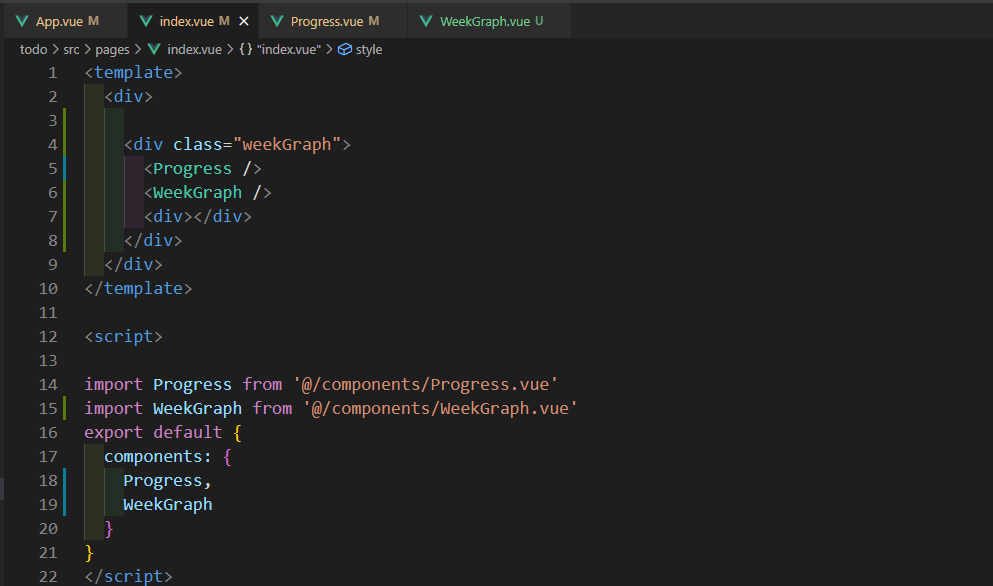 App.vue M index.vue M × Progress.vue M WeekGraph.vue U
todo > src > pages > index.vue > {} "index.vue" > style
1 <template>
2 <div>
3
4 <div class="weekGraph">
5 <Progress />
6 <WeekGraph />
7 <div></div>
8 </div>
9 </div>
10 </template>
11
12 <script>
13
14 import Progress from '@/components/Progress.vue'
15 import WeekGraph from '@/components/WeekGraph.vue'
16 export default {
17 components: {
18 Progress,
19 WeekGraph
20 }
21 }
22 </script>